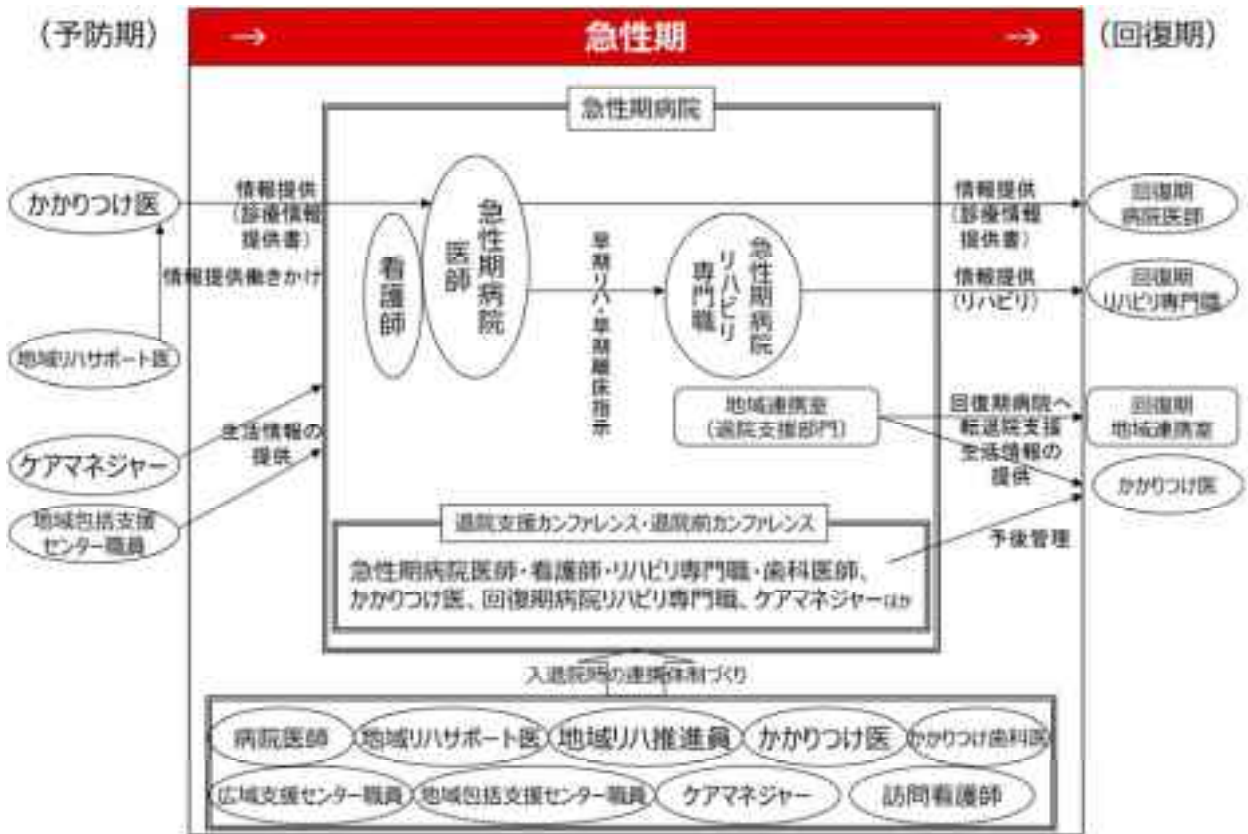 (予防期)
→ 急性期 →
(回復期)
急性期病院
かかりつけ医
情報提供
(診療情報
提供書)
情報提供働きかけ
地域リハサポート医
ケアマネジャー
生活情報の
提供
地域包括支援
センター職員
看護師
急性期病院
医師
早期リハ・早期離床指示
急性期病院
リハビリ
専門職
情報提供
(診療情報
提供書)
回復期
病院医師
情報提供
(リハビリ)
回復期
リハビリ専門職
地域連携室
(退院支援部門)
回復期病院へ
転退院支援
生活情報の
提供
回復期
地域連携室
かかりつけ医
予後管理
退院支援カンファレンス・退院前カンファレンス
急性期病院医師・看護師・リハビリ専門職・歯科医師、
かかりつけ医、回復期病院リハビリ専門職、ケアマネジャーほか
入退院時の連携体制づくり
病院医師 地域リハサポート医 地域リハ推進員 かかりつけ医 かかりつけ歯科医
広域支援センター職員 地域包括支援センター職員 ケアマネジャー 訪問看護師